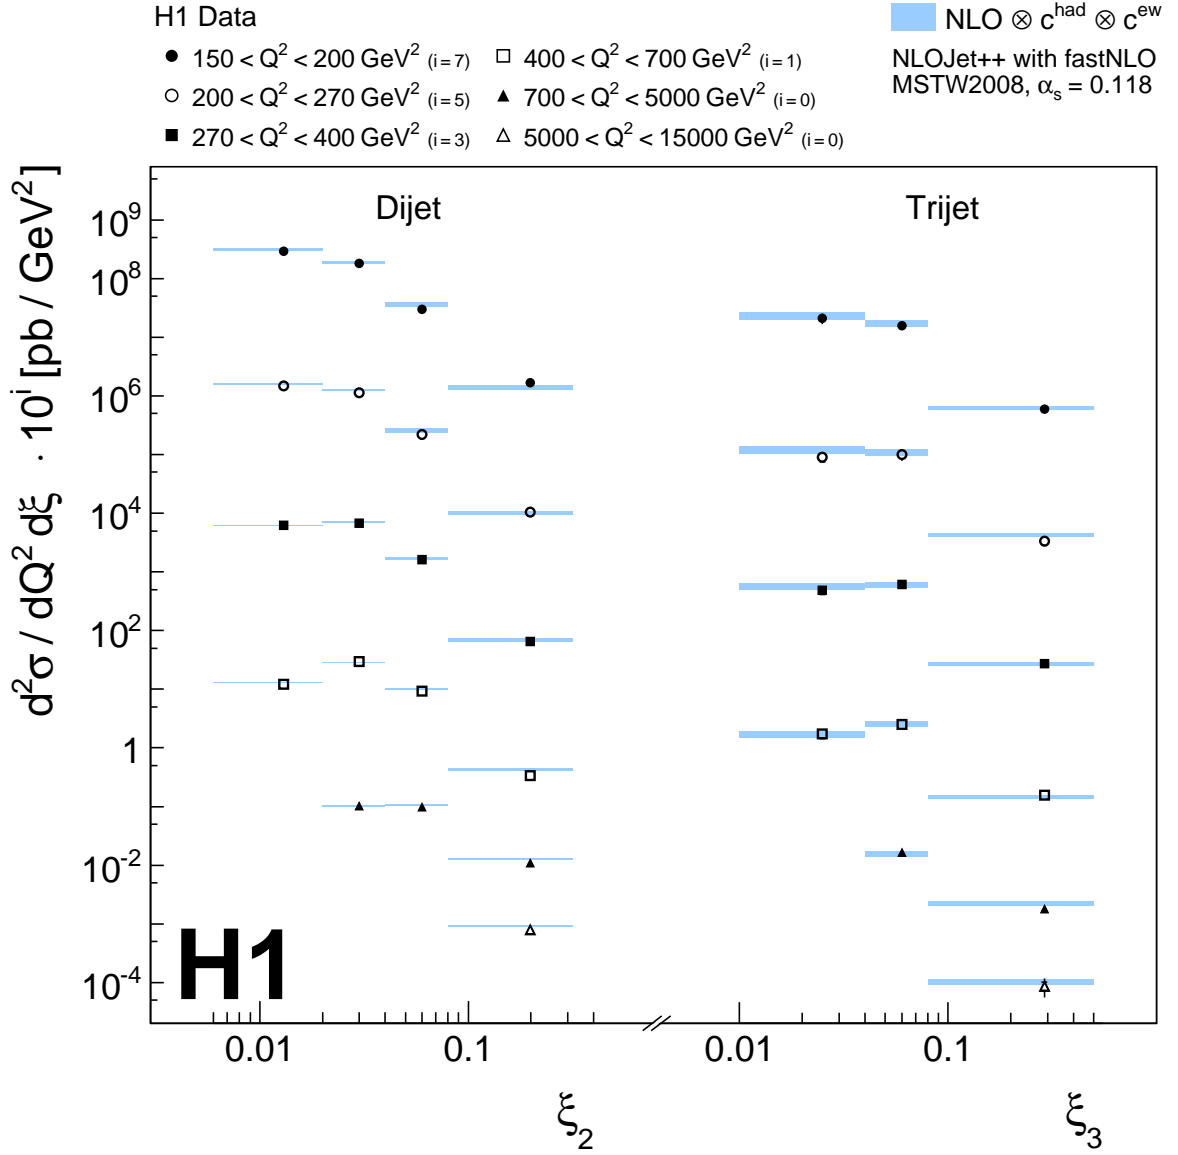 H1 Data
NLO ⊗ c^had ⊗ c^ew
150 < Q² < 200 GeV² (i = 7)
400 < Q² < 700 GeV² (i = 1)
NLOJet++ with fastNLO
200 < Q² < 270 GeV² (i = 5)
700 < Q² < 5000 GeV² (i = 0)
MSTW2008, α_s = 0.118
270 < Q² < 400 GeV² (i = 3)
5000 < Q² < 15000 GeV² (i = 0)
d²σ / dQ² dξ · 10^i [pb / GeV²]
Dijet
Trijet
10⁹
10⁸
10⁶
10⁴
10²
1
10⁻²
10⁻⁴
H1
0.01
0.1
0.01
0.1
ξ₂
ξ₃